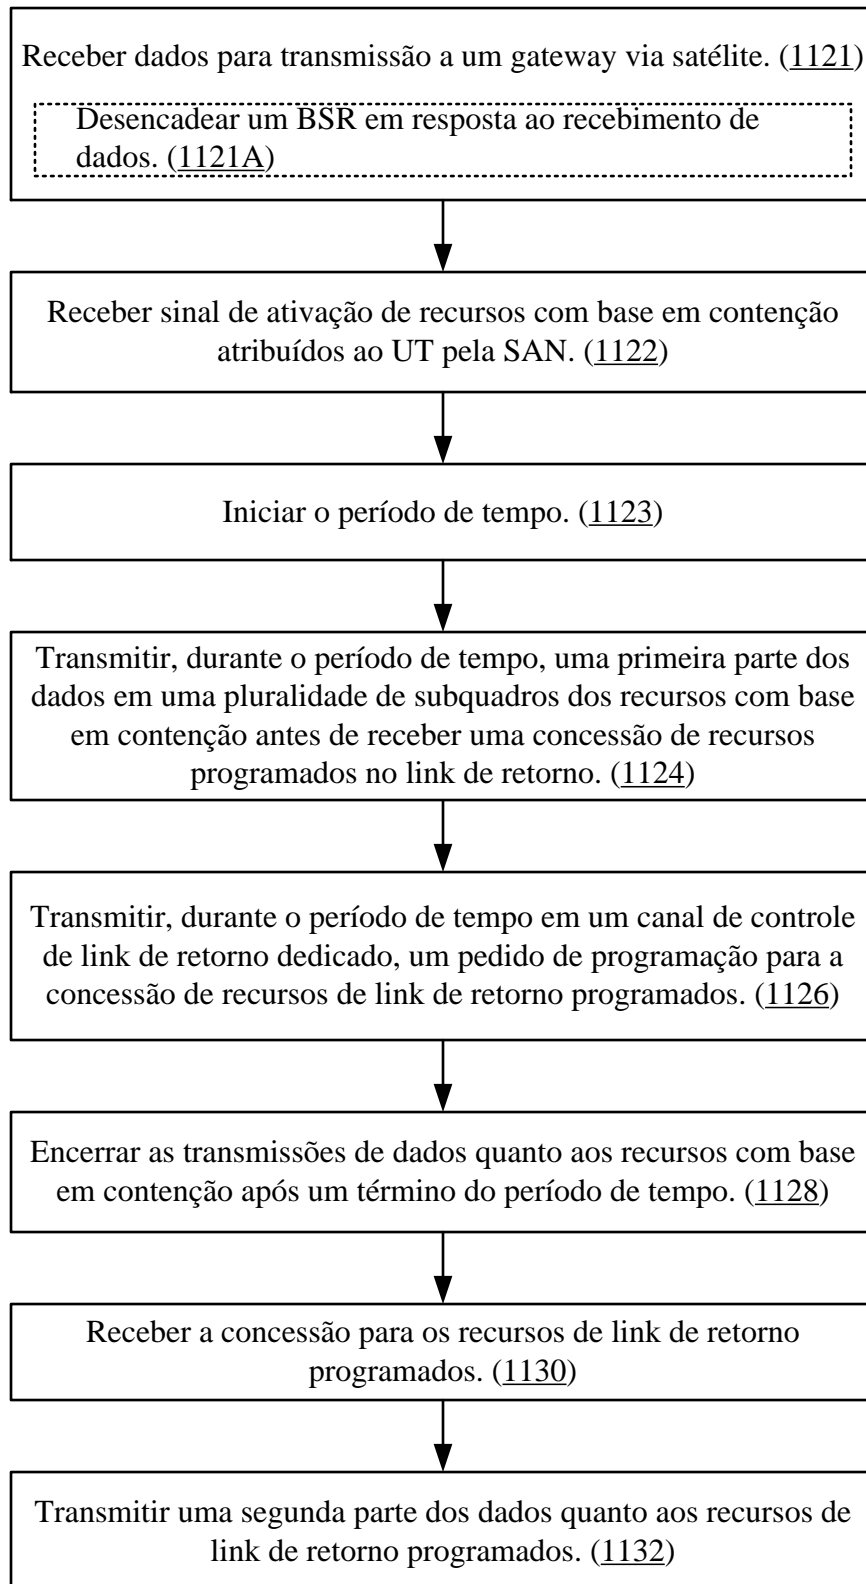 Receber dados para transmissão a um gateway via satélite. (1121)
Desencadear um BSR em resposta ao recebimento de
dados. (1121A)
Receber sinal de ativação de recursos com base em contenção
atribuídos ao UT pela SAN. (1122)
Iniciar o período de tempo. (1123)
Transmitir, durante o período de tempo, uma primeira parte dos
dados em uma pluralidade de subquadros dos recursos com base
em contenção antes de receber uma concessão de recursos
programados no link de retorno. (1124)
Transmitir, durante o período de tempo em um canal de controle
de link de retorno dedicado, um pedido de programação para a
concessão de recursos de link de retorno programados. (1126)
Encerrar as transmissões de dados quanto aos recursos com base
em contenção após um término do período de tempo. (1128)
Receber a concessão para os recursos de link de retorno
programados. (1130)
Transmitir uma segunda parte dos dados quanto aos recursos de
link de retorno programados. (1132)